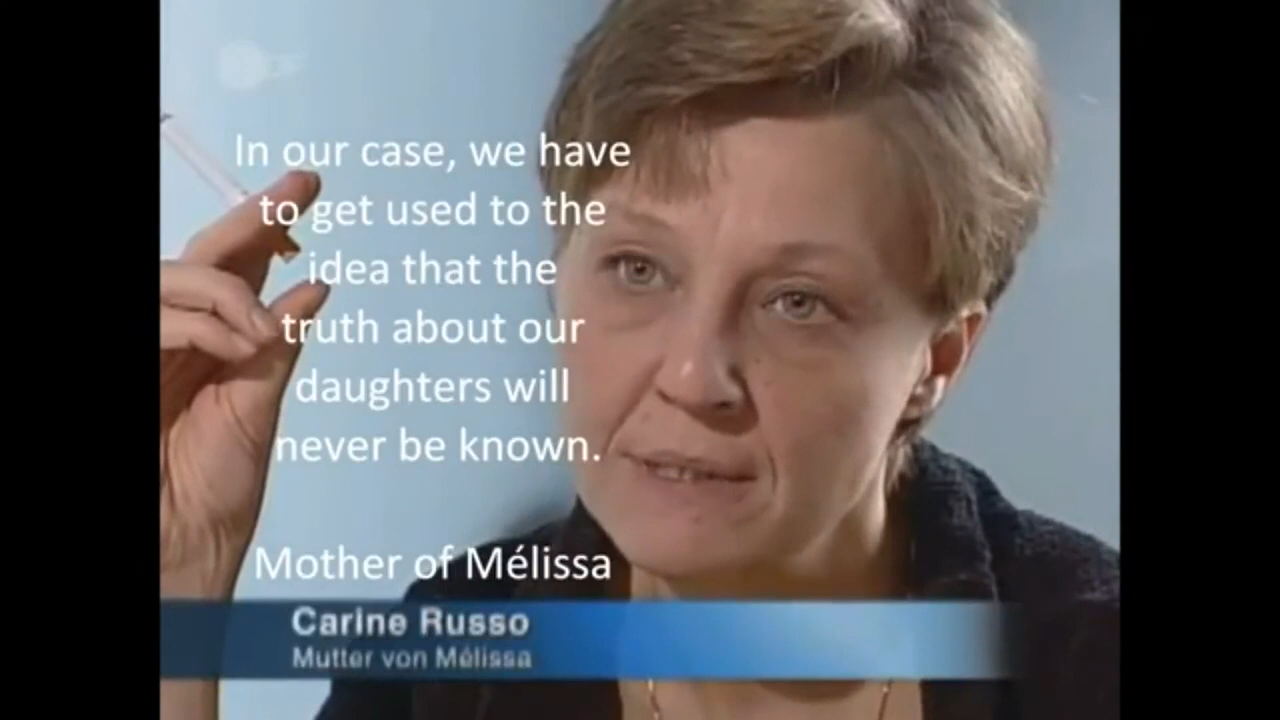 ZDF
In our case, we have
to get used to the
idea that the
truth about our
daughters will
never be known.
Mother of Mélissa
Carine Russo
Mutter von Mélissa